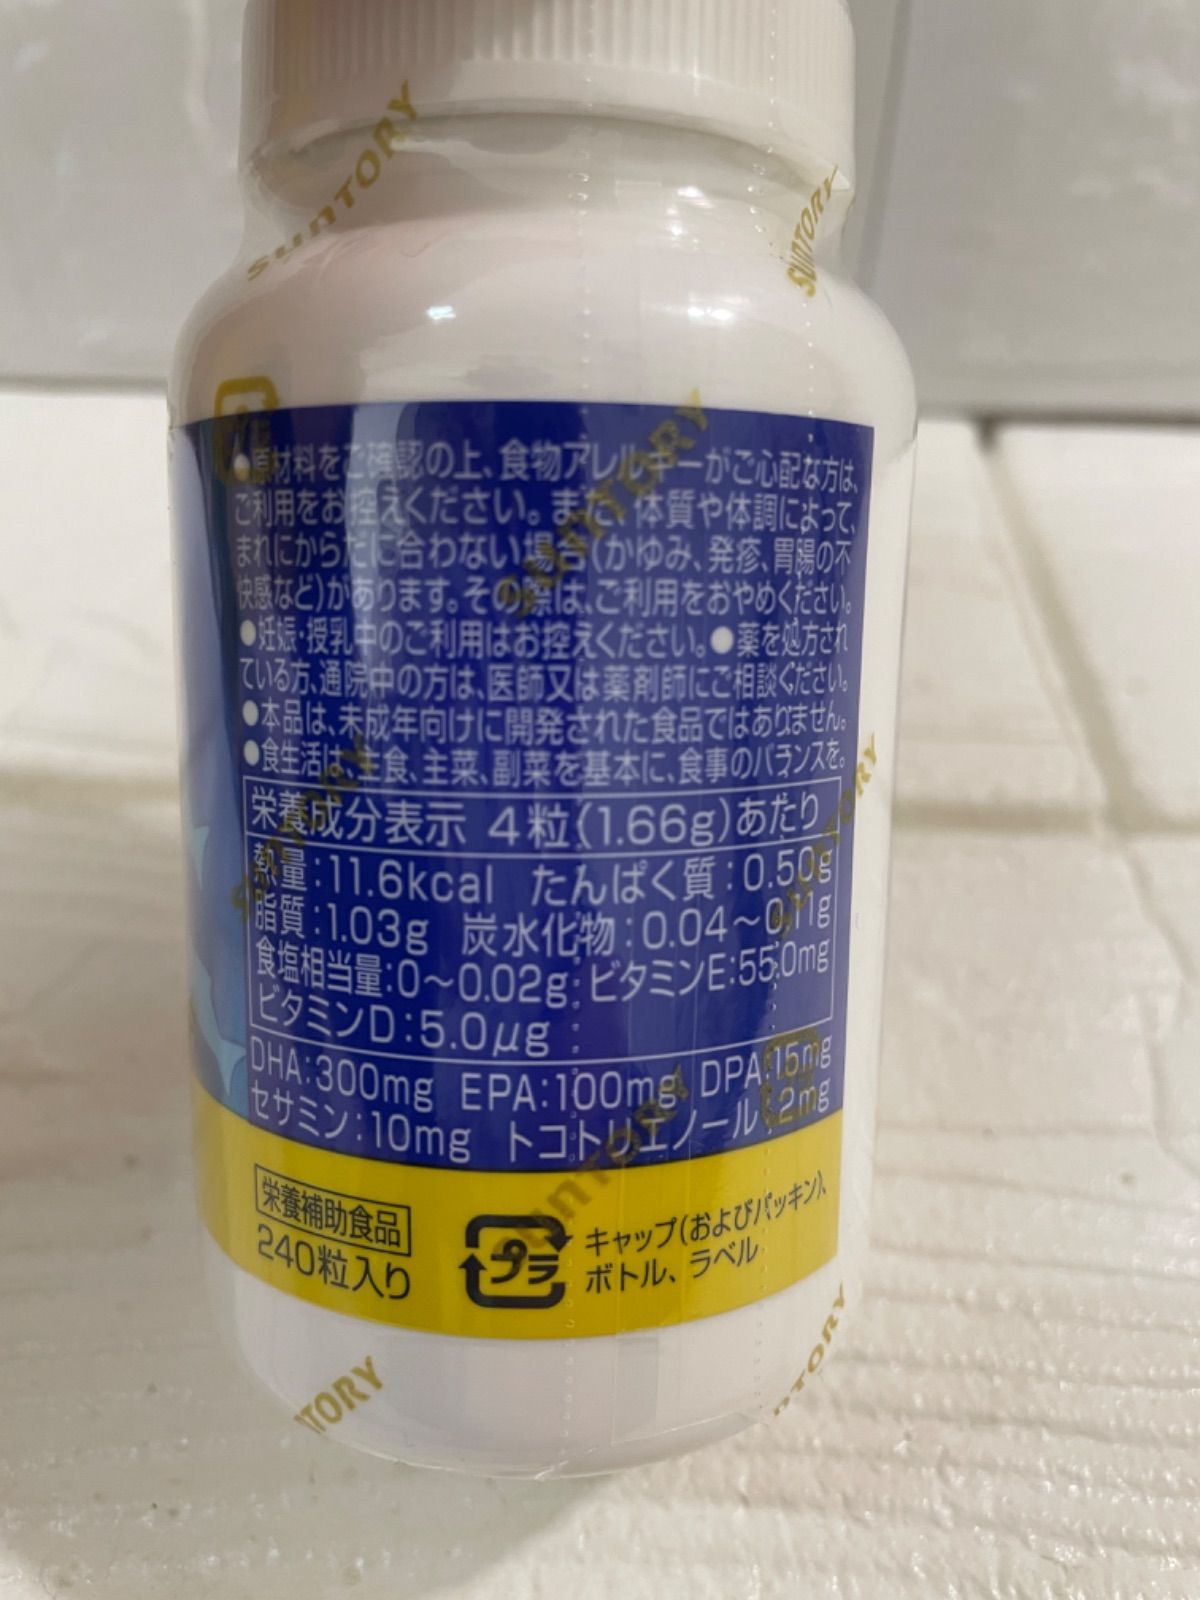 SUNTORY
SUNTORY
●原材料をご確認の上、食物アレルギーがご心配な方は、
ご利用をお控えください。また、体質や体調によって、
まれにからだに合わない場合(かゆみ、発疹、胃腸の不
快感など)があります。その際は、ご利用をおやめください。
●妊娠・授乳中のご利用はお控えください。●薬を処方され
ている方、通院中の方は、医師又は薬剤師にご相談ください。
●本品は、未成年向けに開発された食品ではありません。
●食生活は、主食、主菜、副菜を基本に、食事のバランスを。
栄養成分表示 4粒(1.66g)あたり
熱量:11.6kcal たんぱく質:0.50g
脂質:1.03g 炭水化物:0.04〜0.11g
食塩相当量:0〜0.02g ビタミンE:55.0mg
ビタミンD:5.0μg
DHA:300mg EPA:100mg DPA:15mg
セサミン:10mg トコトリエノール:2mg
SUNTORY
SUNTORY
SUNTORY
SUNTORY
栄養補助食品
240粒入り
プラ
キャップ(およびパッキン)、
ボトル、ラベル
NTORY
NTORY